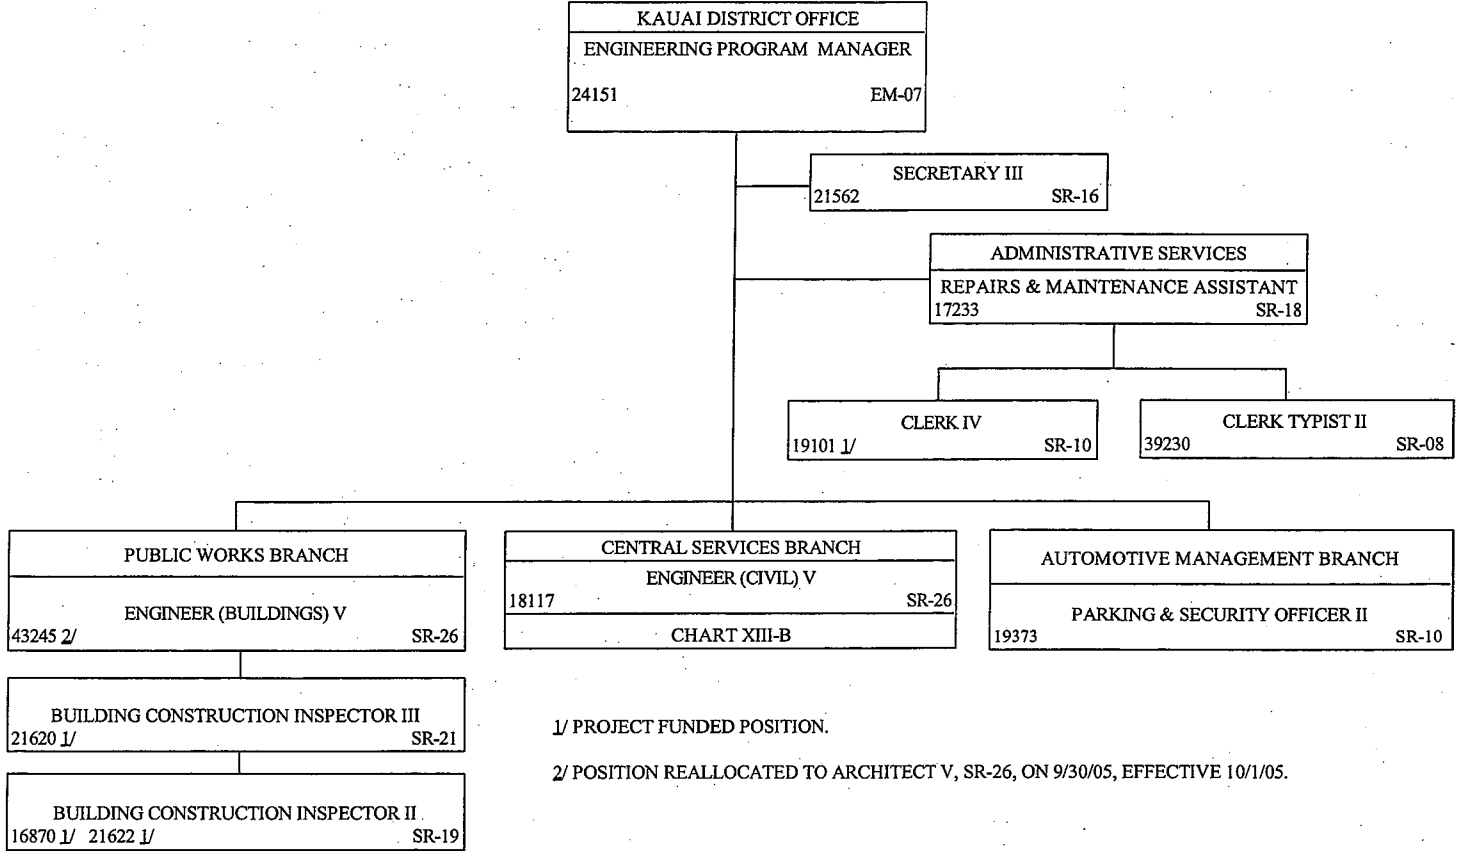 KAUAI DISTRICT OFFICE
ENGINEERING PROGRAM MANAGER
24151 EM-07
SECRETARY III
21562 SR-16
ADMINISTRATIVE SERVICES
REPAIRS & MAINTENANCE ASSISTANT
17233 SR-18
CLERK IV
19101 1/ SR-10
CLERK TYPIST II
39230 SR-08
PUBLIC WORKS BRANCH
ENGINEER (BUILDINGS) V
43245 2/ SR-26
CENTRAL SERVICES BRANCH
ENGINEER (CIVIL) V
18117 SR-26
CHART XIII-B
AUTOMOTIVE MANAGEMENT BRANCH
PARKING & SECURITY OFFICER II
19373 SR-10
BUILDING CONSTRUCTION INSPECTOR III
21620 1/ SR-21
BUILDING CONSTRUCTION INSPECTOR II
16870 1/ 21622 1/ SR-19
1/ PROJECT FUNDED POSITION.
2/ POSITION REALLOCATED TO ARCHITECT V, SR-26, ON 9/30/05, EFFECTIVE 10/1/05.